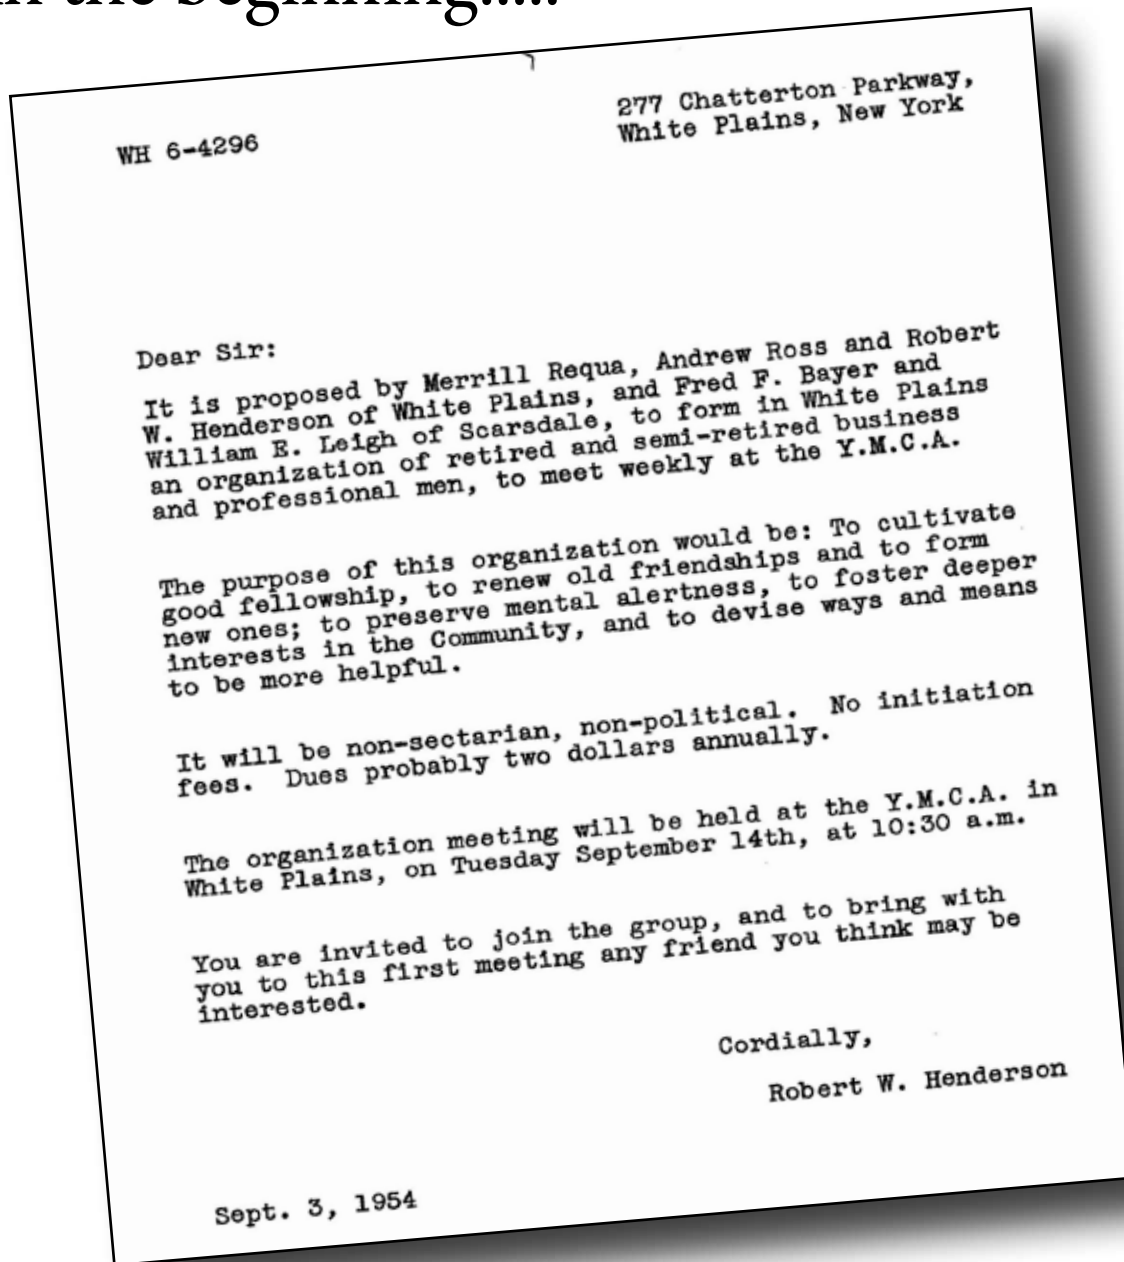 the beginning.....
277 Chatterton Parkway,
White Plains, New York
WH 6-4296
Dear Sir:
It is proposed by Merrill Requa, Andrew Ross and Robert
W. Henderson of White Plains, and Fred F. Bayer and
William E. Leigh of Scarsdale, to form in White Plains
an organization of retired and semi-retired business
and professional men, to meet weekly at the Y.M.C.A.
The purpose of this organization would be: To cultivate
good fellowship, to renew old friendships and to form
new ones; to preserve mental alertness, to foster deeper
interests in the Community, and to devise ways and means
to be more helpful.
It will be non-sectarian, non-political. No initiation
fees. Dues probably two dollars annually.
The organization meeting will be held at the Y.M.C.A. in
White Plains, on Tuesday September 14th, at 10:30 a.m.
You are invited to join the group, and to bring with
you to this first meeting any friend you think may be
interested.
Cordially,
Robert W. Henderson
Sept. 3, 1954